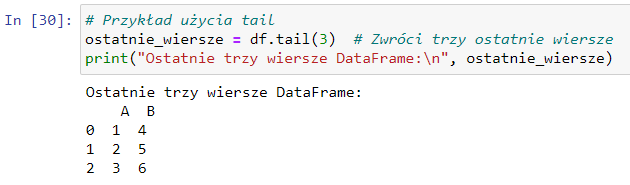 In [30]: # Przykład użycia tail
ostatnie_wiersze = df.tail(3)  # Zwróci trzy ostatnie wiersze
print("Ostatnie trzy wiersze DataFrame:\n", ostatnie_wiersze)
Ostatnie trzy wiersze DataFrame:
    A  B
0  1  4
1  2  5
2  3  6